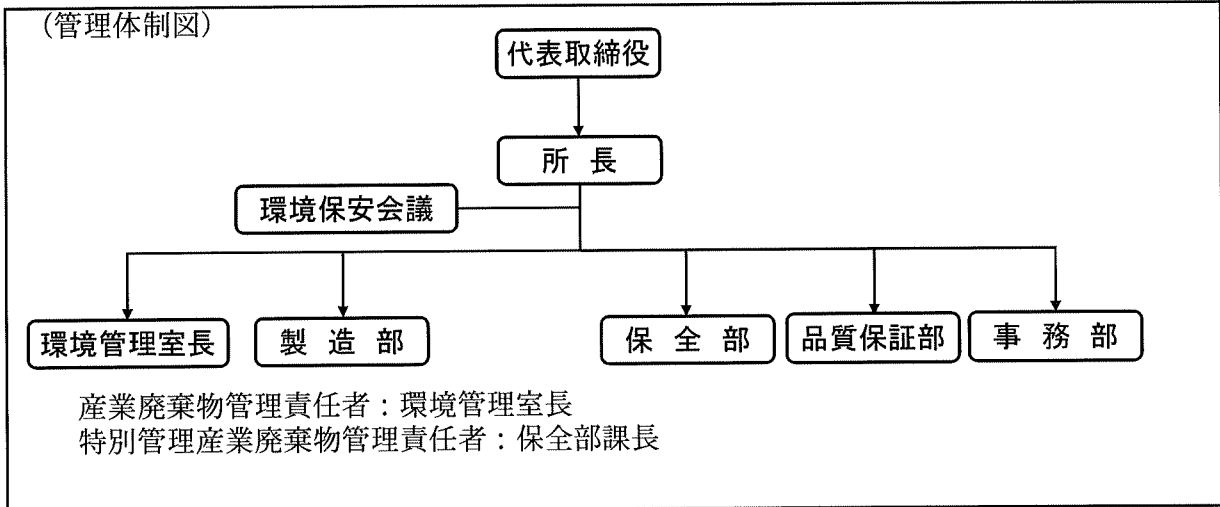 （管理体制図）
代表取締役
所 長
環境保安会議
環境管理室長
製 造 部
保 全 部
品質保証部
事 務 部
産業廃棄物管理責任者：環境管理室長
特別管理産業廃棄物管理責任者：保全部課長